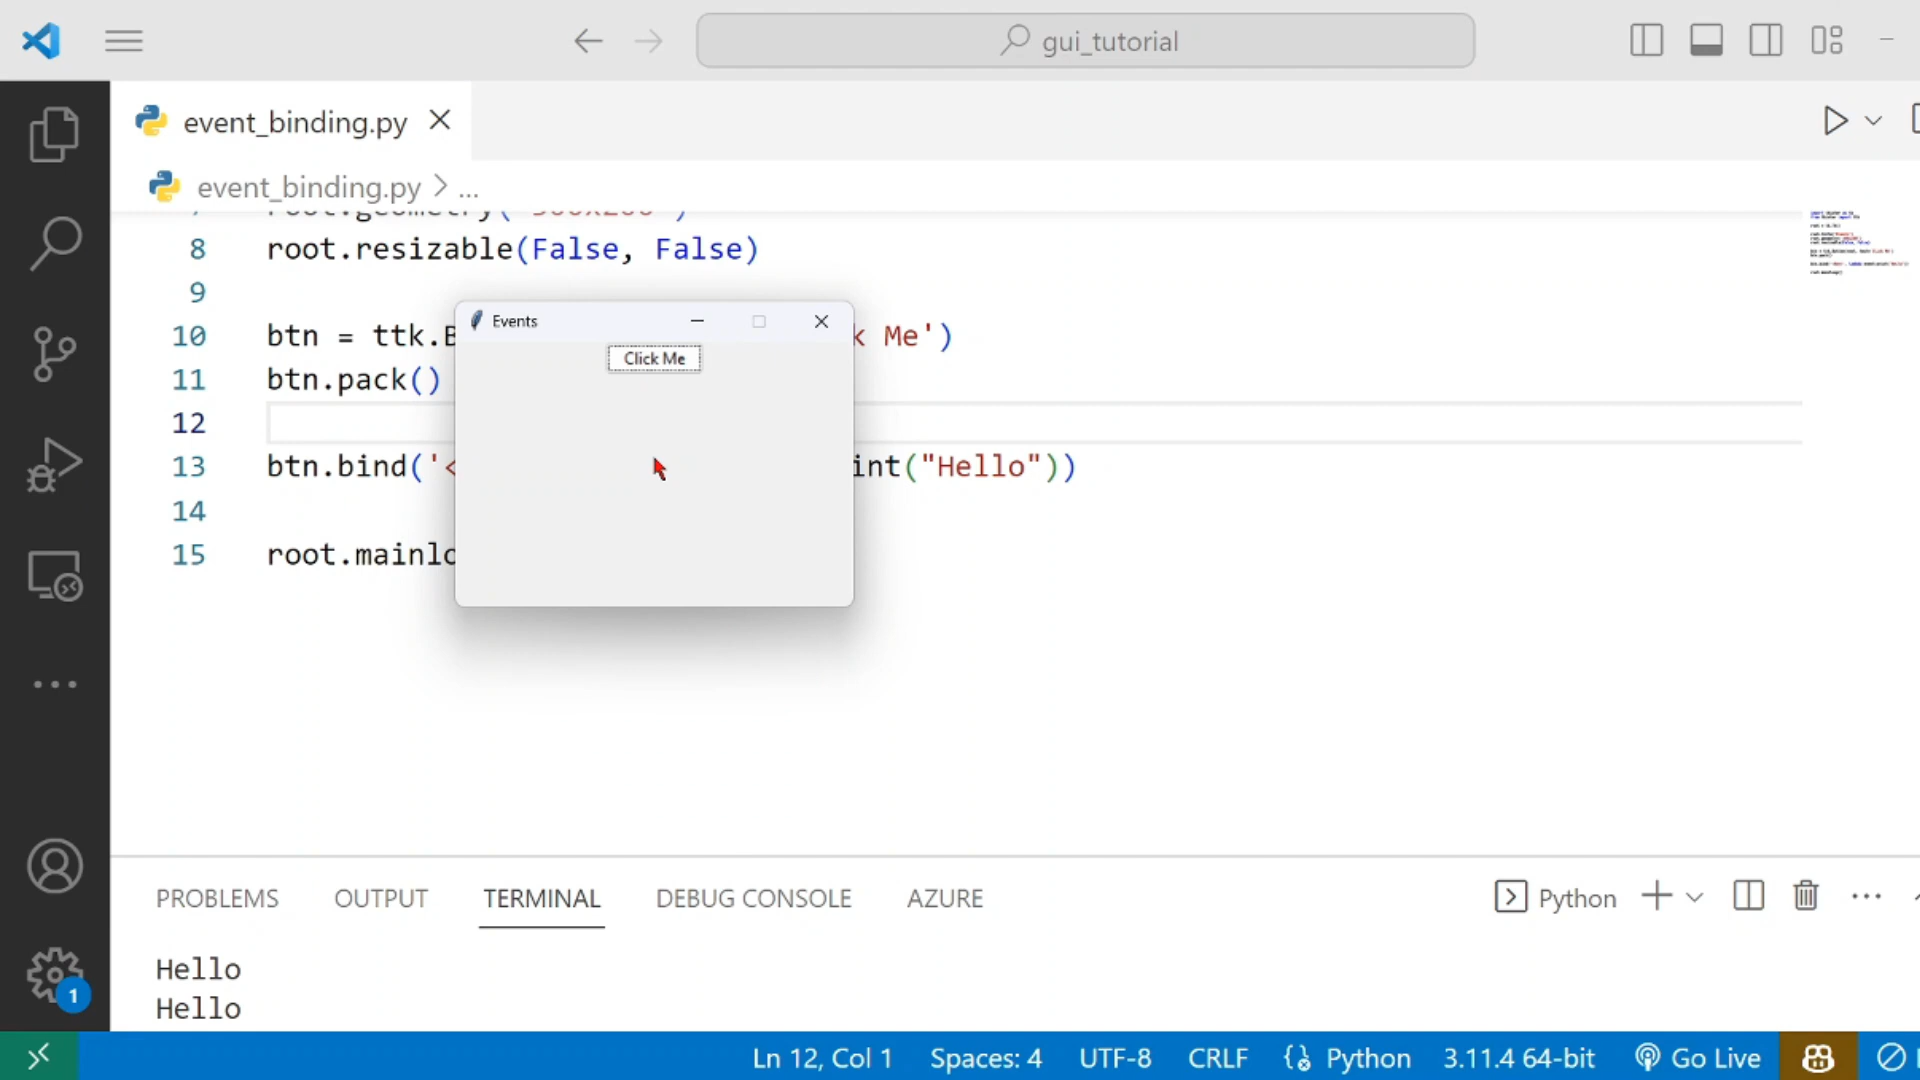 gui_tutorial
event_binding.py
event_binding.py > ...
8 root.resizable(False, False)
9
Events
10 btn = ttk. k Me')
Click Me
11 btn.pack()
12
13 btn.bind('< int("Hello"))
14
15 root.mainlo
PROBLEMS OUTPUT TERMINAL DEBUG CONSOLE AZURE Python
Hello
Hello
1
Ln 12, Col 1 Spaces: 4 UTF-8 CRLF Python 3.11.4 64-bit Go Live